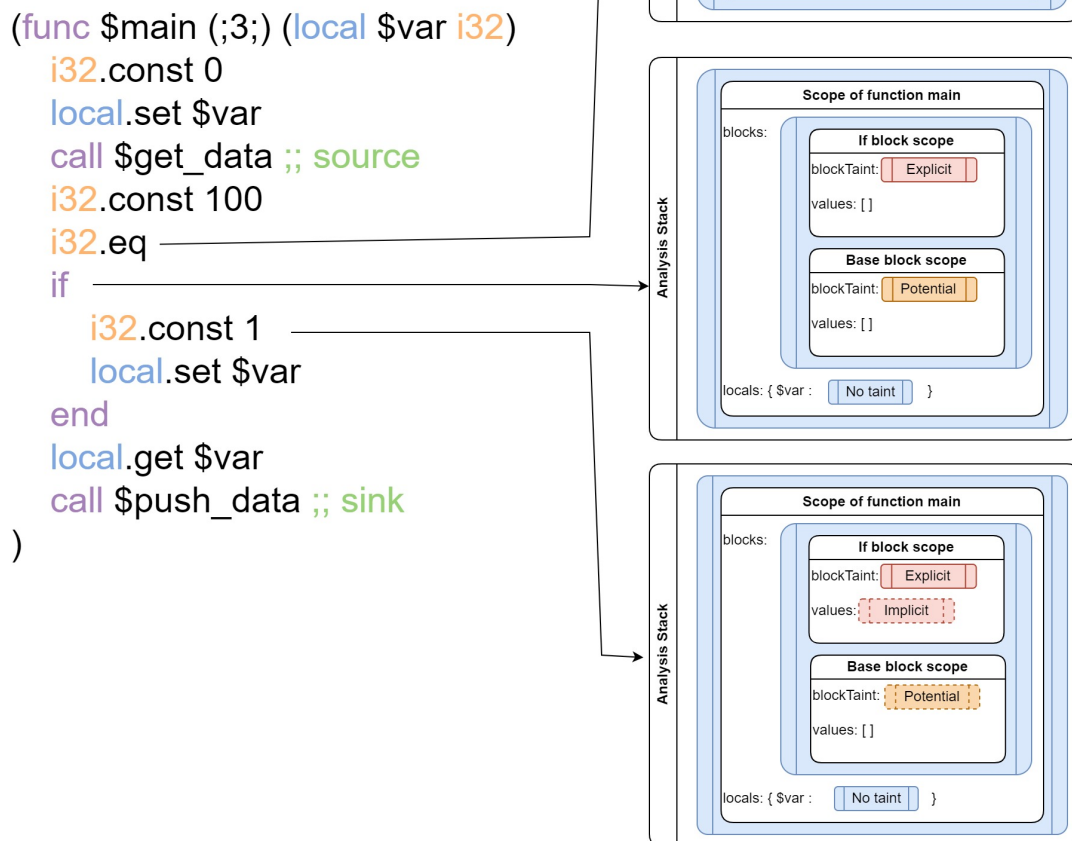 (func $main (;3;) (local $var i32)
i32.const 0
local.set $var
call $get_data ;; source
i32.const 100
i32.eq
if
i32.const 1
local.set $var
end
local.get $var
call $push_data ;; sink
)
Analysis Stack
Scope of function main
blocks:
If block scope
blockTaint: Explicit
values: [ ]
Base block scope
blockTaint: Potential
values: [ ]
locals: { $var : No taint }
Analysis Stack
Scope of function main
blocks:
If block scope
blockTaint: Explicit
values: Implicit
Base block scope
blockTaint: Potential
values: [ ]
locals: { $var : No taint }